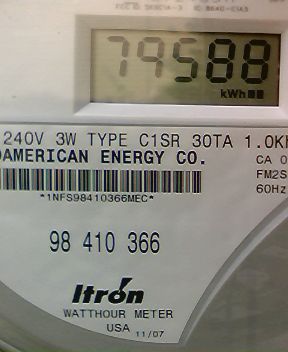 79588
kWh
240V 3W TYPE C1SR 30TA 1.0
AMERICAN ENERGY CO.
CA 0
FM2S
60Hz
*1NFS98410366MEC*
98 410 366
Itron
WATTHOUR METER
USA 11/07